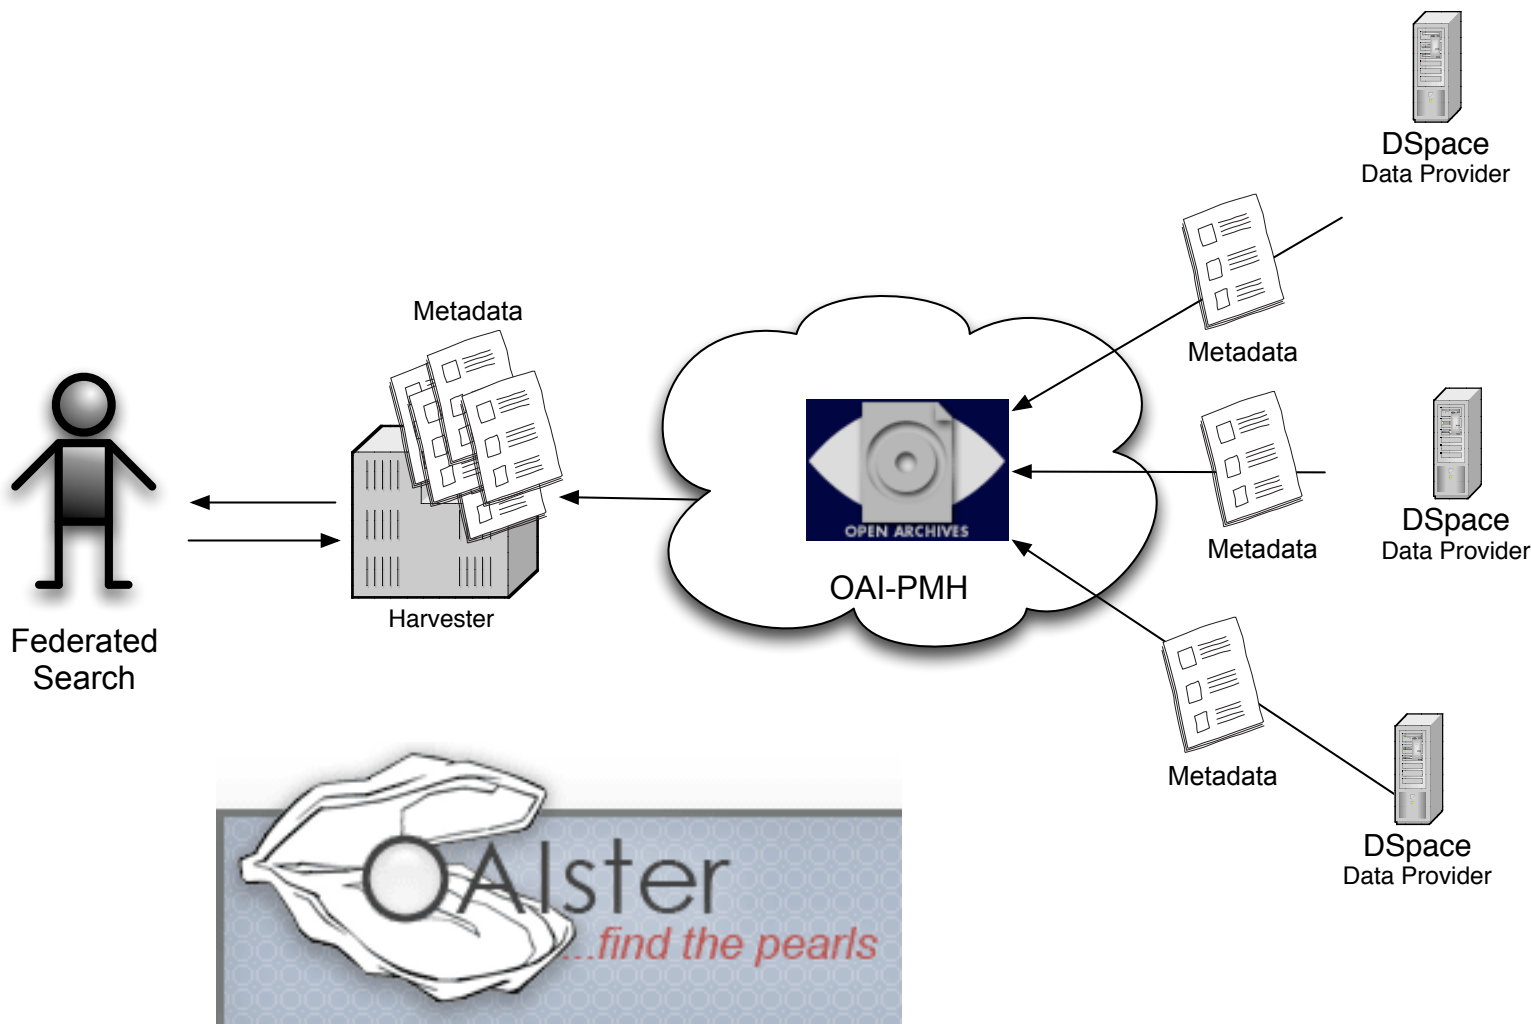 DSpace
Data Provider
Metadata
Metadata
OPEN ARCHIVES
OAI-PMH
Metadata
DSpace
Data Provider
Harvester
Federated
Search
Metadata
DSpace
Data Provider
OAIster
...find the pearls